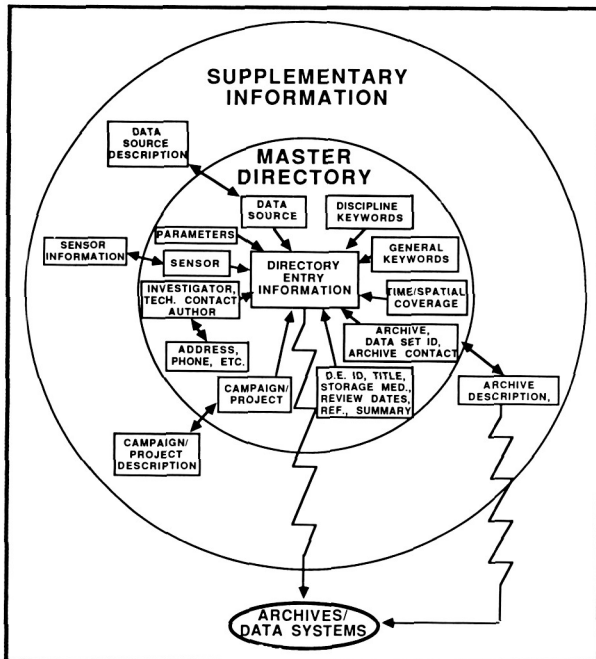 SUPPLEMENTARY
INFORMATION
DATA
SOURCE
DESCRIPTION
MASTER
DIRECTORY
DATA
SOURCE
DISCIPLINE
KEYWORDS
PARAMETERS
SENSOR
INFORMATION
SENSOR
DIRECTORY
ENTRY
INFORMATION
GENERAL
KEYWORDS
INVESTIGATOR,
TECH. CONTACT
AUTHOR
TIME/SPATIAL
COVERAGE
ADDRESS,
PHONE, ETC.
ARCHIVE,
DATA SET ID,
ARCHIVE CONTACT
CAMPAIGN/
PROJECT
D.E. ID, TITLE,
STORAGE MED.,
REVIEW DATES,
REF., SUMMARY
ARCHIVE
DESCRIPTION,
CAMPAIGN/
PROJECT
DESCRIPTION
ARCHIVES/
DATA SYSTEMS